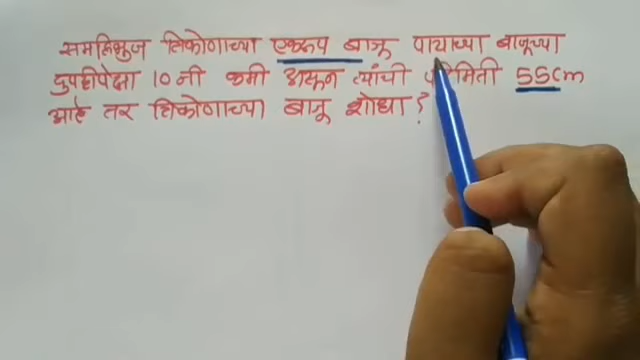 समद्विभुज त्रिकोणाच्या एकरूप बाजू पायाच्या बाजूच्या
दुपटीपेक्षा 10 नी कमी असून त्यांची परिमिती 55cm
आहे तर त्रिकोणाच्या बाजू शोधा?